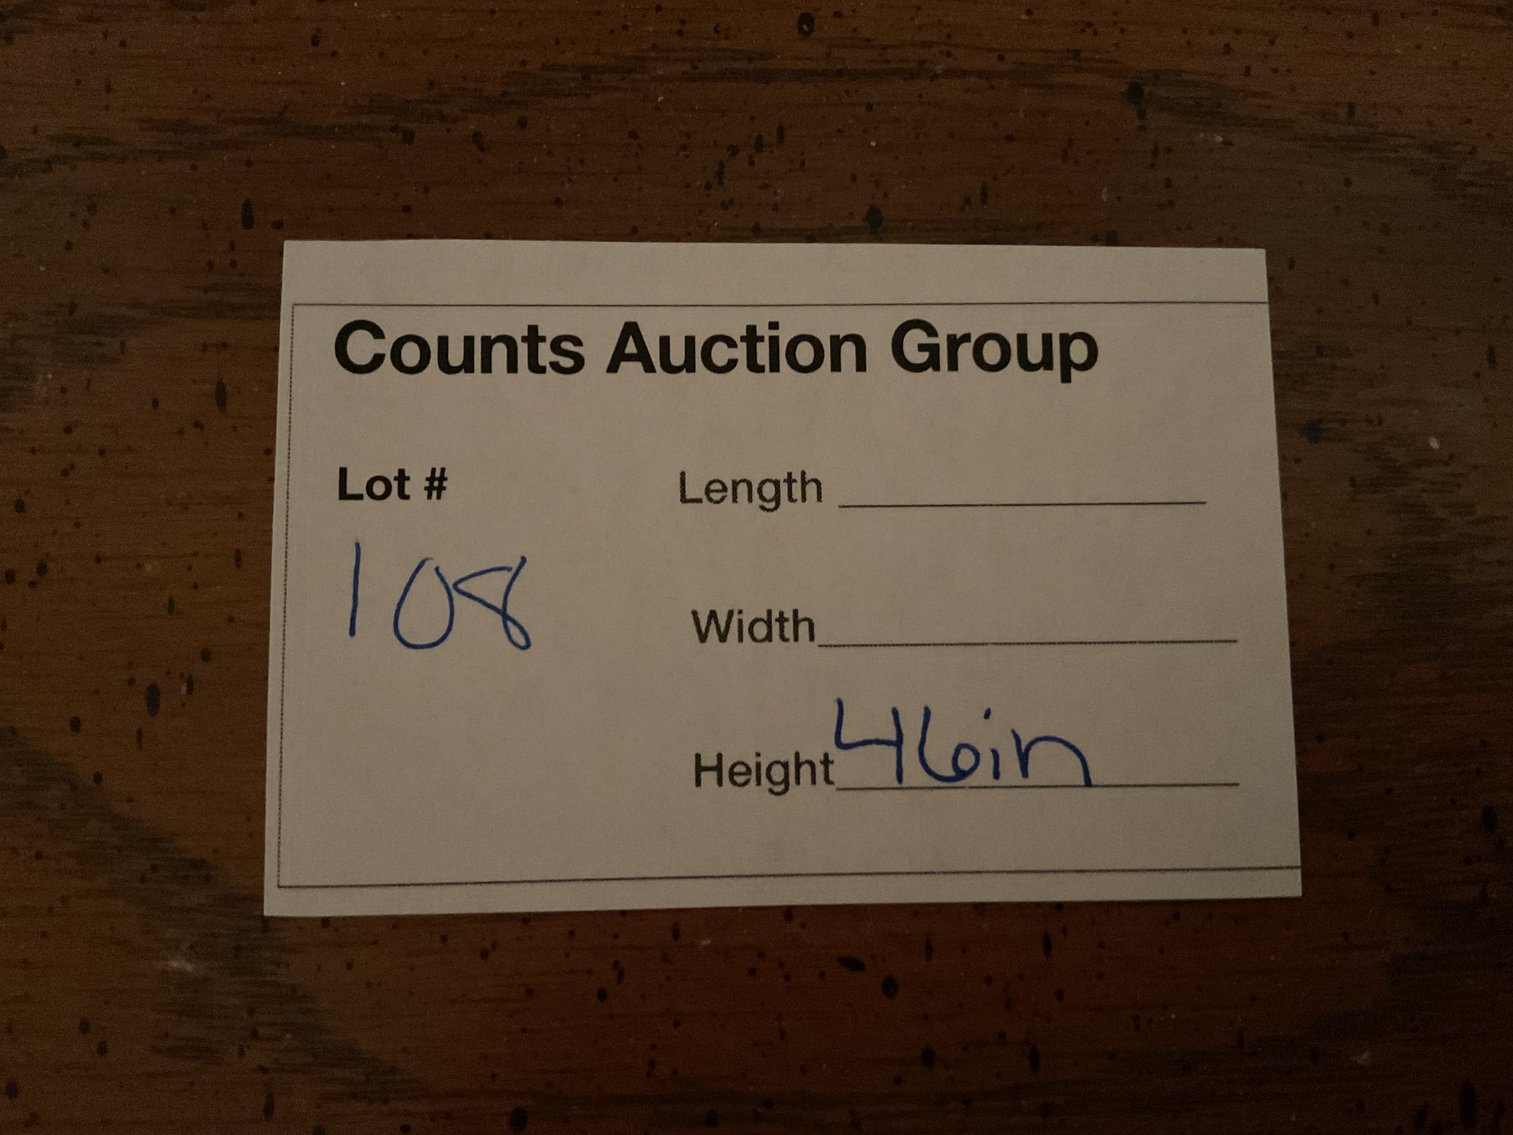 Counts Auction Group
Lot #
108
Length
Width
Height 46in